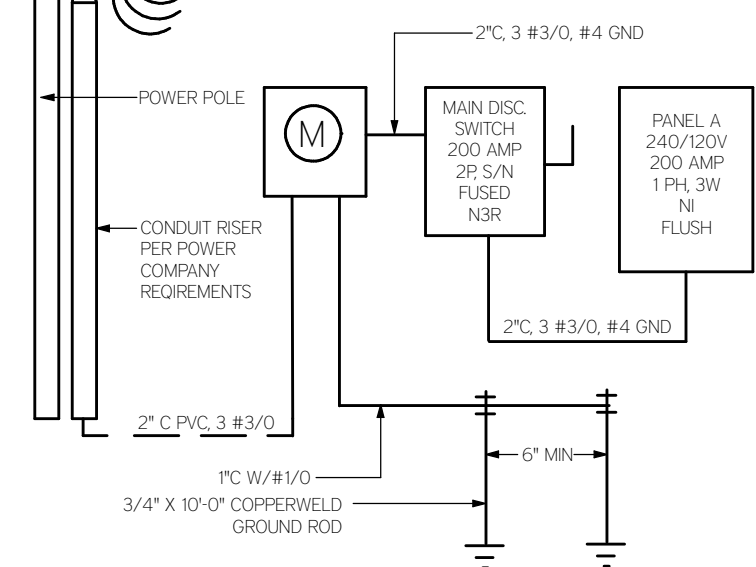 2"C, 3 #3/0, #4 GND
POWER POLE
M
MAIN DISC.
SWITCH
200 AMP
2P, S/N
FUSED
N3R
PANEL A
240/120V
200 AMP
1 PH, 3W
NI
FLUSH
CONDUIT RISER
PER POWER
COMPANY
REQIREMENTS
2"C, 3 #3/0, #4 GND
2" C PVC, 3 #3/0
6" MIN
1"C W/#1/0
3/4" X 10'-0" COPPERWELD
GROUND ROD